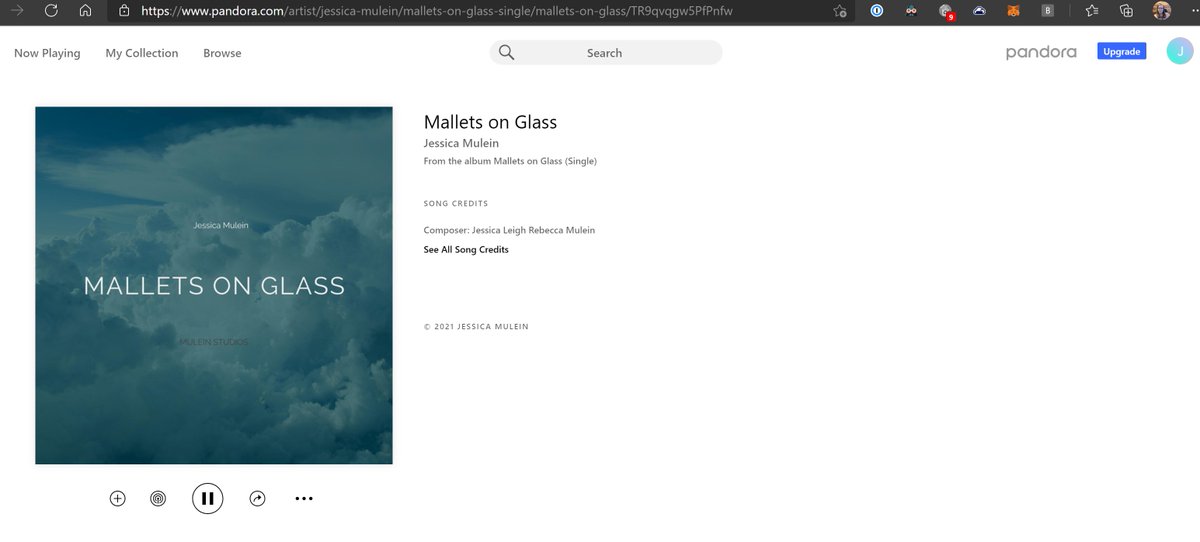 https://www.pandora.com/artist/jessica-mulein/mallets-on-glass-single/mallets-on-glass/TR9qvqgw5PfPnfw
9
B
Now Playing My Collection Browse Search pandora Upgrade J
Mallets on Glass
Jessica Mulein
From the album Mallets on Glass (Single)
SONG CREDITS
Composer: Jessica Leigh Rebecca Mulein
See All Song Credits
© 2021 JESSICA MULEIN
Jessica Mulein
MALLETS ON GLASS
MULEIN STUDIOS